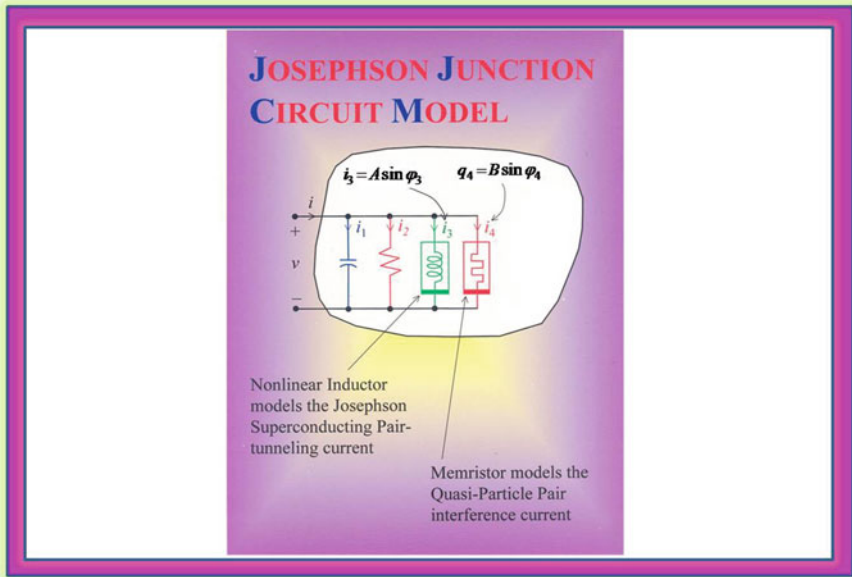 JOSEPHSON JUNCTION
CIRCUIT MODEL
i₃=A sin φ₃
q₄=B sin φ₄
i
+
i₁
i₂
i₃
i₄
v
−
Nonlinear Inductor
models the Josephson
Superconducting Pair-
tunneling current
Memristor models the
Quasi-Particle Pair
interference current